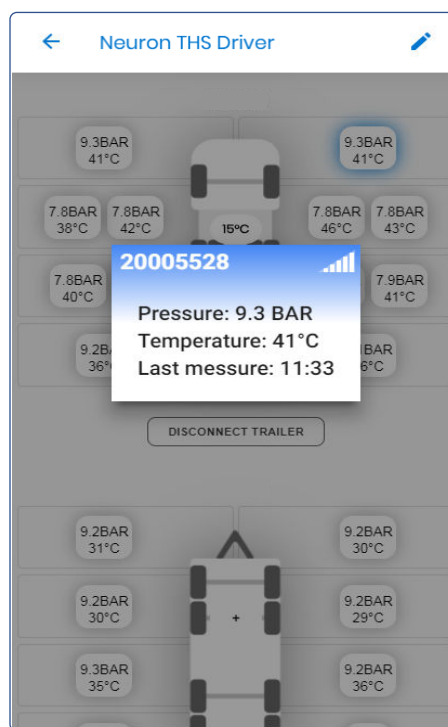 Neuron THS Driver
9.3BAR 9.3BAR
41°C 41°C
7.8BAR 7.8BAR 7.8BAR 7.8BAR
38°C 42°C 15°C 46°C 43°C
20005528
7.8BAR 7.9BAR
40°C 41°C
Pressure: 9.3 BAR
Temperature: 41°C
Last messure: 11:33
DISCONNECT TRAILER
9.2BAR 9.2BAR
31°C 30°C
9.2BAR 9.2BAR
30°C 29°C
9.3BAR 9.2BAR
35°C 36°C